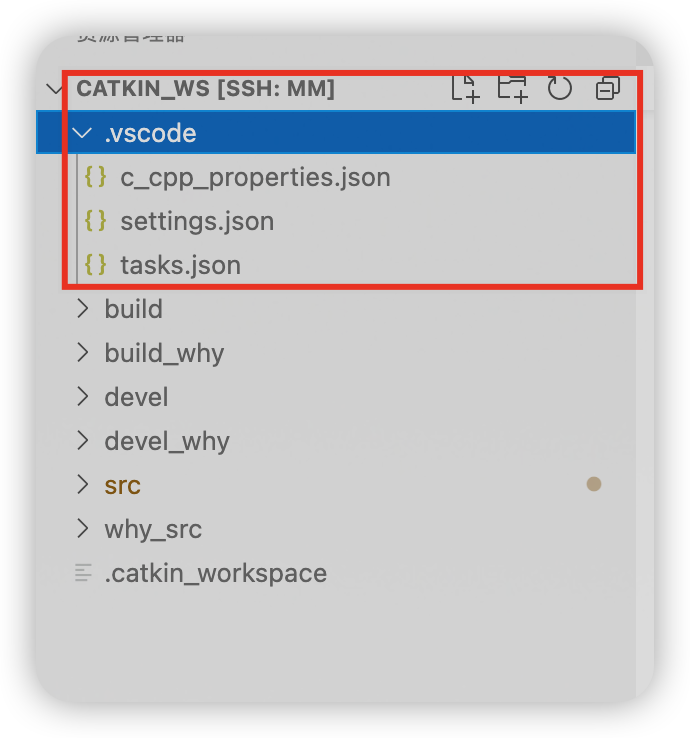 资源管理器
CATKIN_WS [SSH: MM]
.vscode
{} c_cpp_properties.json
{} settings.json
{} tasks.json
build
build_why
devel
devel_why
src
why_src
.catkin_workspace